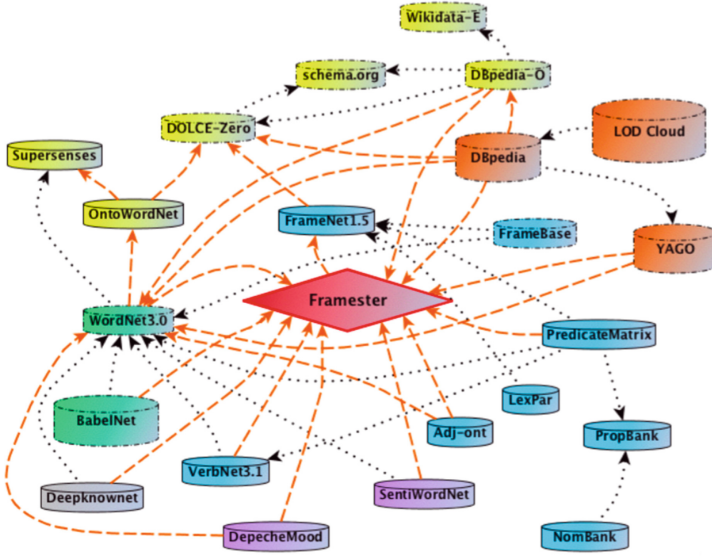 Wikidata-E
schema.org
DBpedia-O
DOLCE-Zero
LOD Cloud
Supersenses
DBpedia
OntoWordNet
FrameNet1.5
FrameBase
YAGO
Framester
WordNet3.0
PredicateMatrix
LexPar
BabelNet
Adj-ont
PropBank
VerbNet3.1
Deepknownet
SentiWordNet
DepecheMood
NomBank